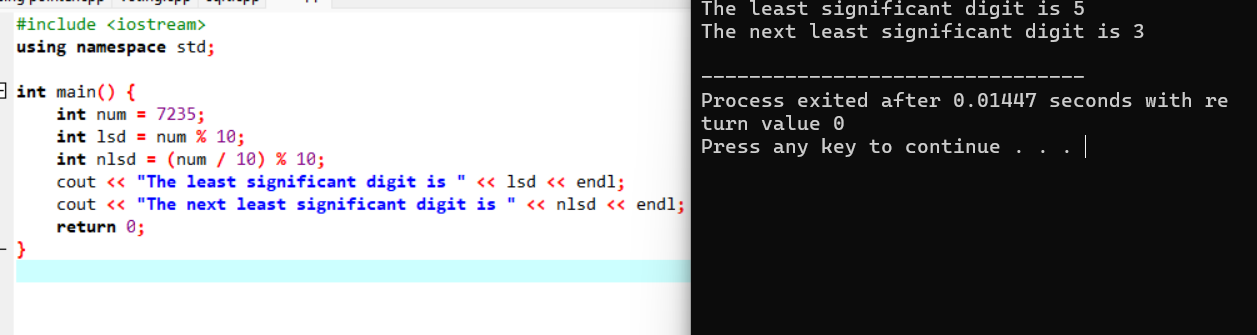 #include <iostream>
using namespace std;
int main() {
int num = 7235;
int lsd = num % 10;
int nlsd = (num / 10) % 10;
cout << "The least significant digit is " << lsd << endl;
cout << "The next least significant digit is " << nlsd << endl;
return 0;
}
The least significant digit is 5
The next least significant digit is 3
--------------------------------
Process exited after 0.01447 seconds with re
turn value 0
Press any key to continue . . .